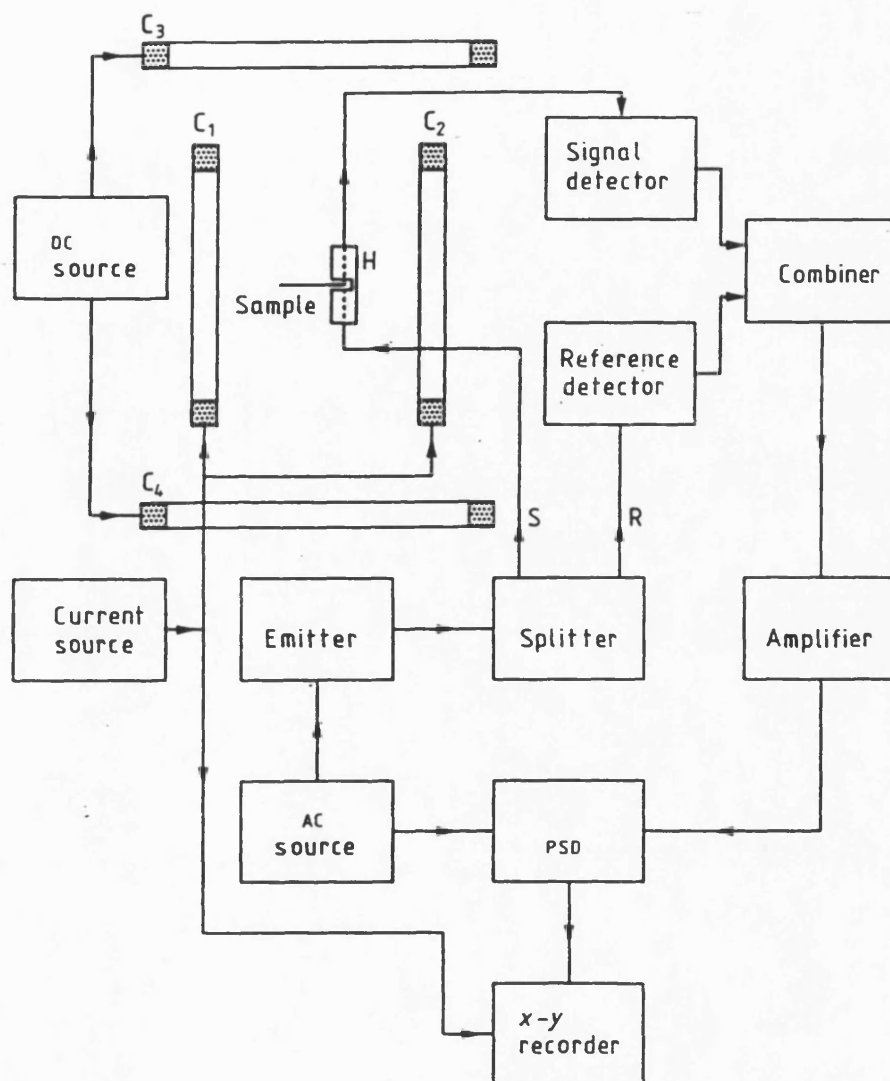 C3
C1
C2
Signal
detector
DC
source
H
Sample
Combiner
Reference
detector
C4
S
R
Current
source
Emitter
Splitter
Amplifier
AC
source
PSD
x-y
recorder